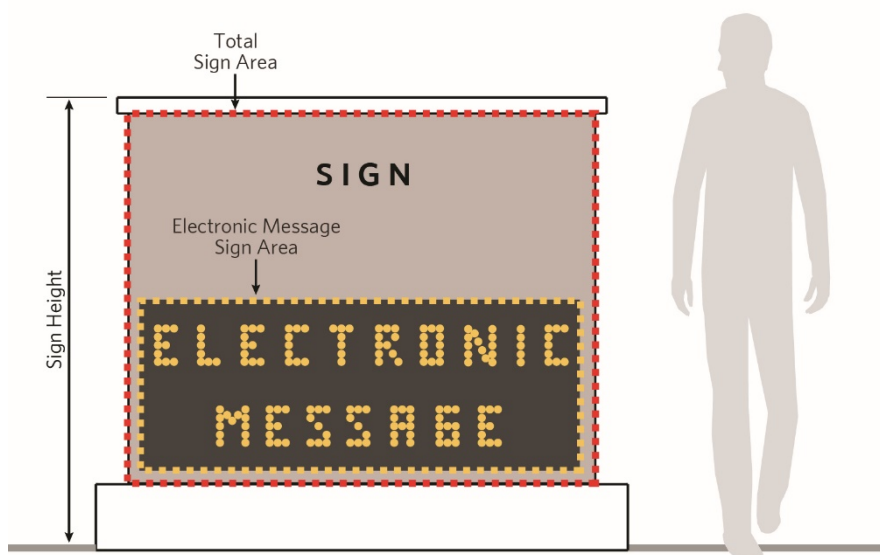 Total
Sign Area
SIGN
Electronic Message
Sign Area
Sign Height
ELECTRONIC
MESSAGE